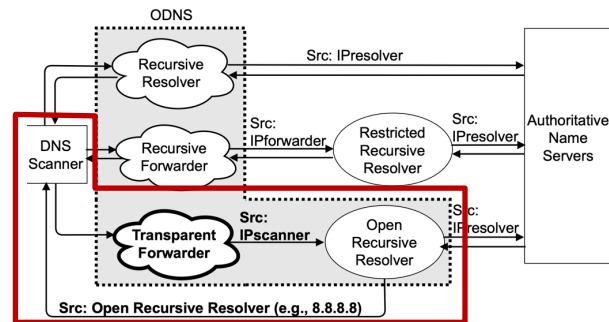 ODNS
Recursive
Resolver
Src: IPresolver
DNS
Scanner
Recursive
Forwarder
Src:
IPforwarder
Restricted
Recursive
Resolver
Src:
IPresolver
Authoritative
Name
Servers
Transparent
Forwarder
Src:
IPscanner
Open
Recursive
Resolver
Src:
IPresolver
Src: Open Recursive Resolver (e.g., 8.8.8.8)